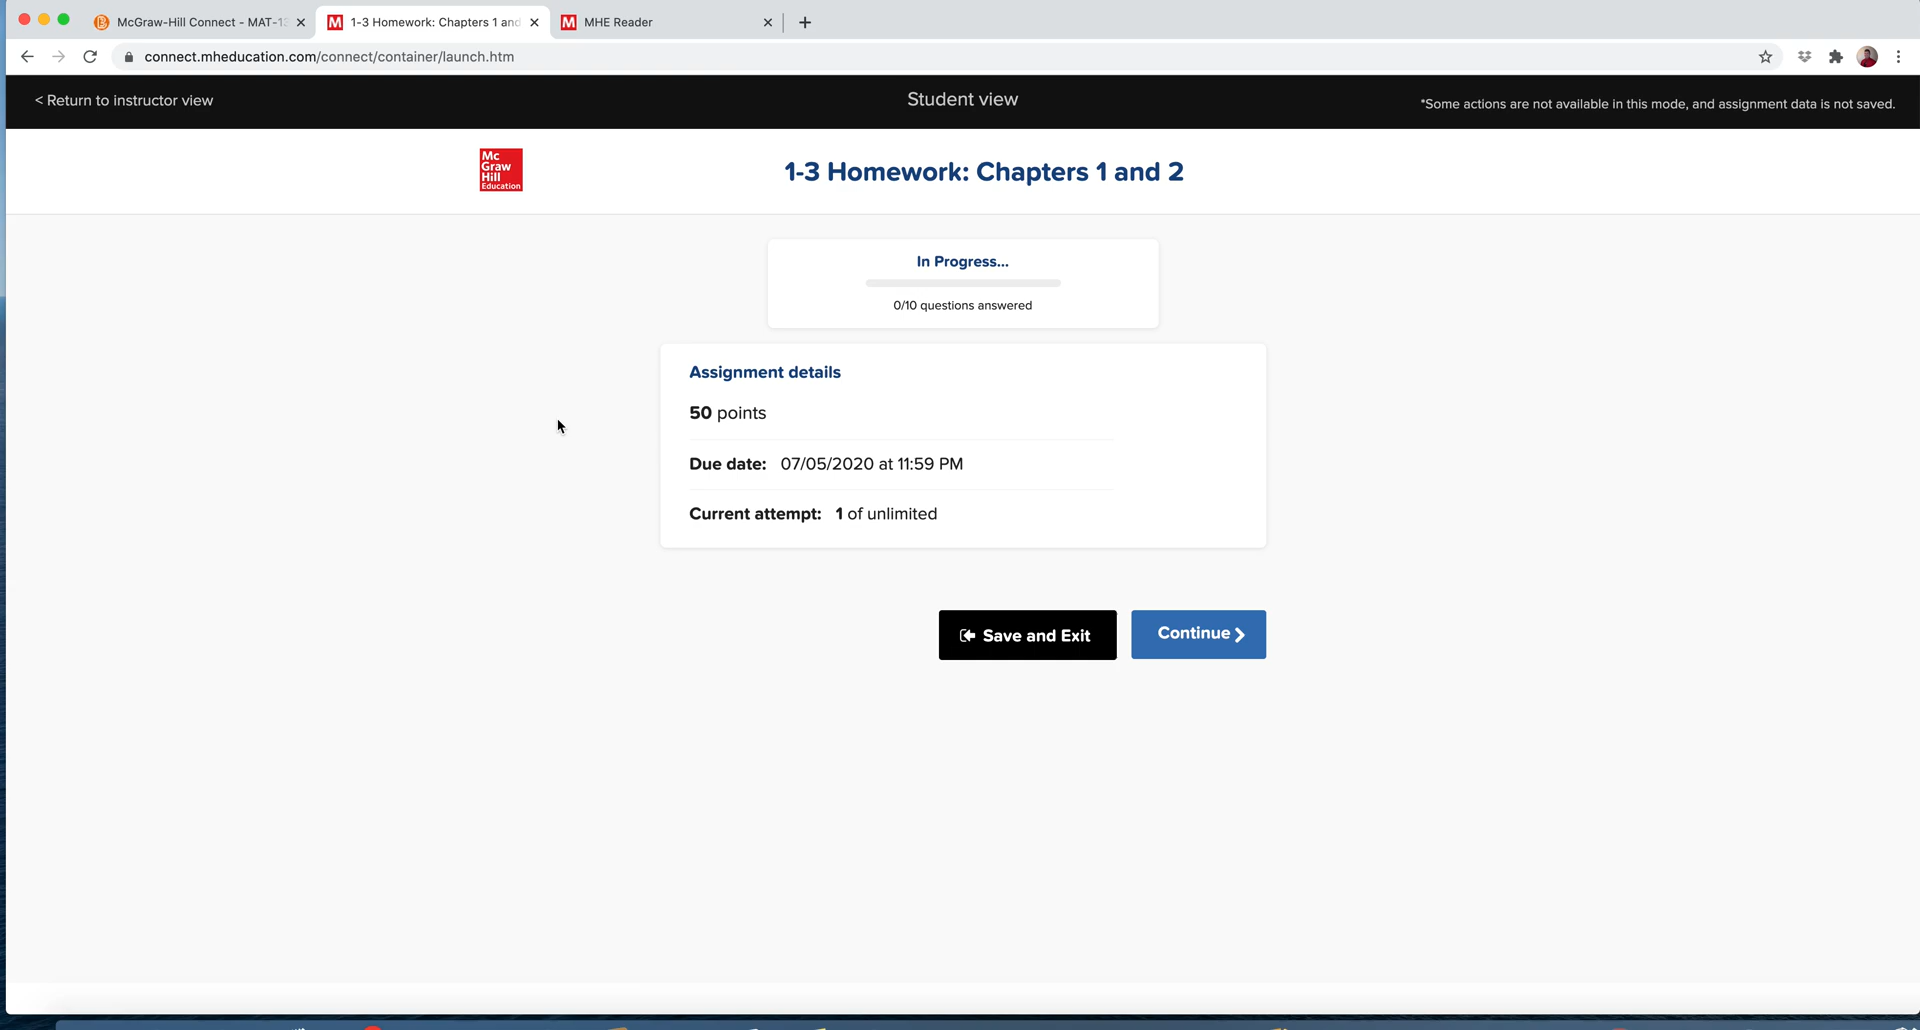 McGraw-Hill Connect - MAT-13
1-3 Homework: Chapters 1 and
MHE Reader
connect.mheducation.com/connect/container/launch.htm
< Return to instructor view
Student view
*Some actions are not available in this mode, and assignment data is not saved.
Mc
Graw
Hill
Education
1-3 Homework: Chapters 1 and 2
In Progress...
0/10 questions answered
Assignment details
50 points
Due date: 07/05/2020 at 11:59 PM
Current attempt: 1 of unlimited
Save and Exit
Continue